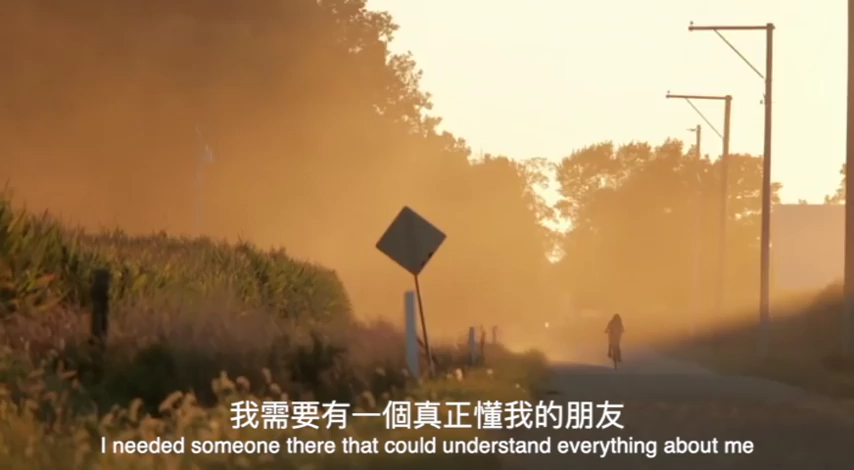 我需要有一個真正懂我的朋友
I needed someone there that could understand everything about me